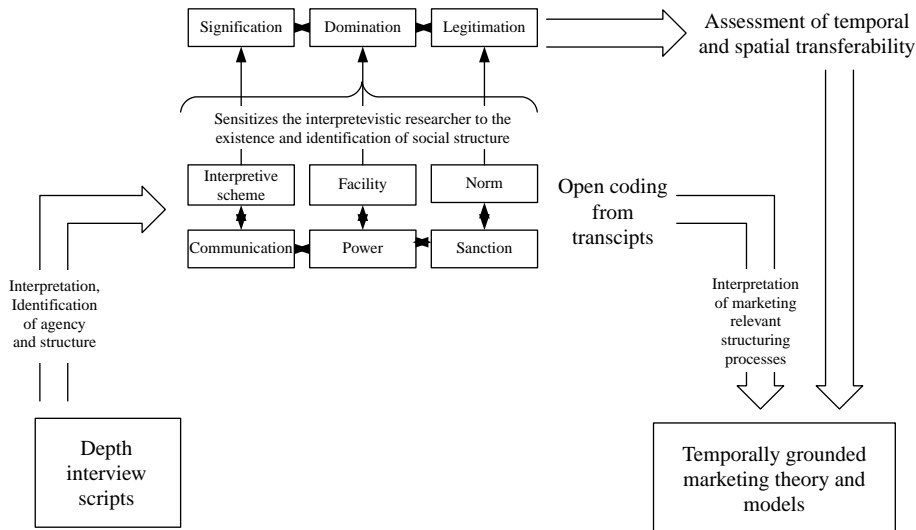 Signification
Domination
Legitimation
Assessment of temporal
and spatial transferability
Sensitizes the interpretevistic researcher to the
existence and identification of social structure
Interpretive
scheme
Facility
Norm
Open coding
from
transcipts
Communication
Power
Sanction
Interpretation,
Identification
of agency
and structure
Interpretation
of marketing
relevant
structuring
processes
Depth
interview
scripts
Temporally grounded
marketing theory and
models